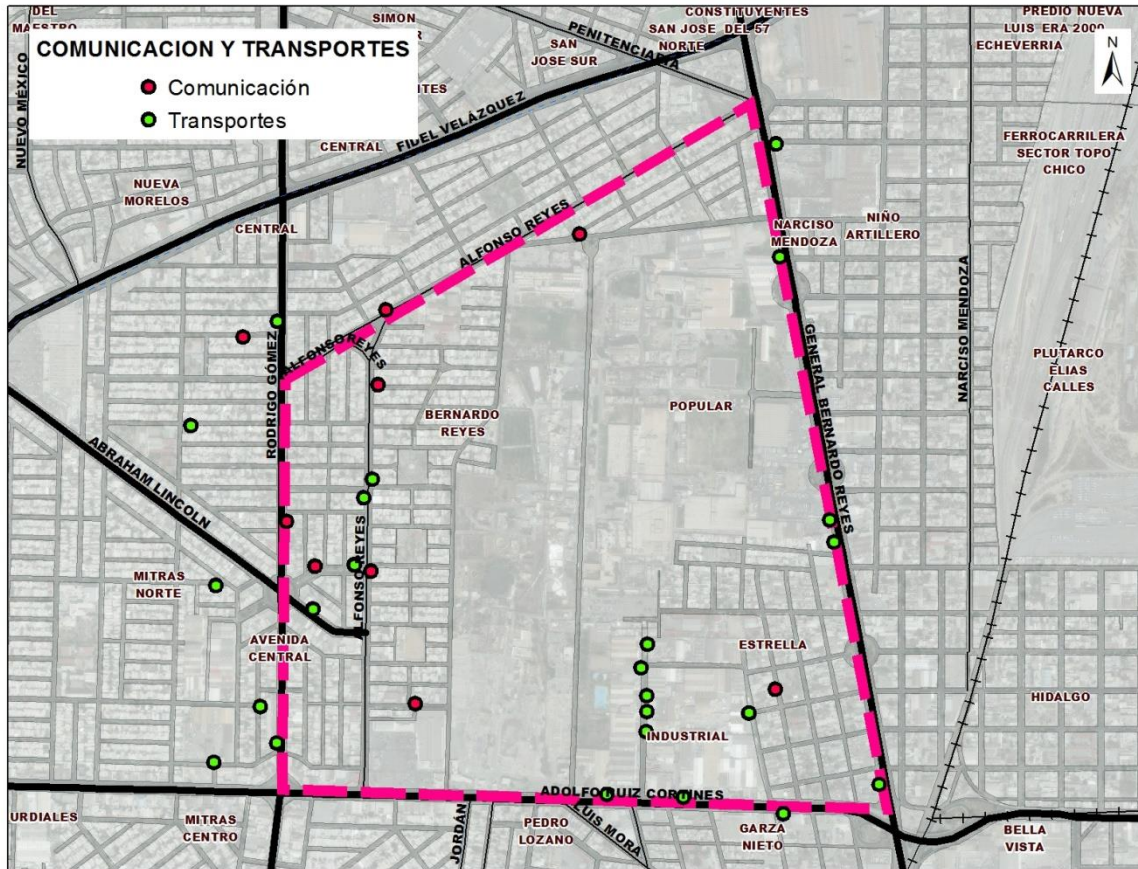 DEL
MAESTRO
SIMON
CONSTITUYENTES
SAN JOSE DEL 57
NORTE
PREDIO NUEVA
LUIS ERA 2000
ECHEVERRIA
COMUNICACION Y TRANSPORTES
Comunicación
Transportes
PENITENCIARIA
SAN
JOSE SUR
N
NUEVO MÉXICO
FIDEL VELÁZQUEZ
CENTRAL
FERROCARRILERA
SECTOR TOPO
CHICO
NUEVA
MORELOS
CENTRAL
ALFONSO REYES
NARCISO
MENDOZA
NIÑO
ARTILLERO
RODRIGO GÓMEZ
ALFONSO REYES
GENERAL BERNARDO REYES
NARCISO MENDOZA
PLUTARCO
ELIAS
CALLES
BERNARDO
REYES
POPULAR
ABRAHAM LINCOLN
ALFONSO REYES
MITRAS
NORTE
AVENIDA
CENTRAL
ESTRELLA
HIDALGO
INDUSTRIAL
ADOLFO RUIZ CORTINES
URDIALES
MITRAS
CENTRO
JORDÁN
PEDRO
LOZANO
LUIS MORA
GARZA
NIETO
BELLA
VISTA